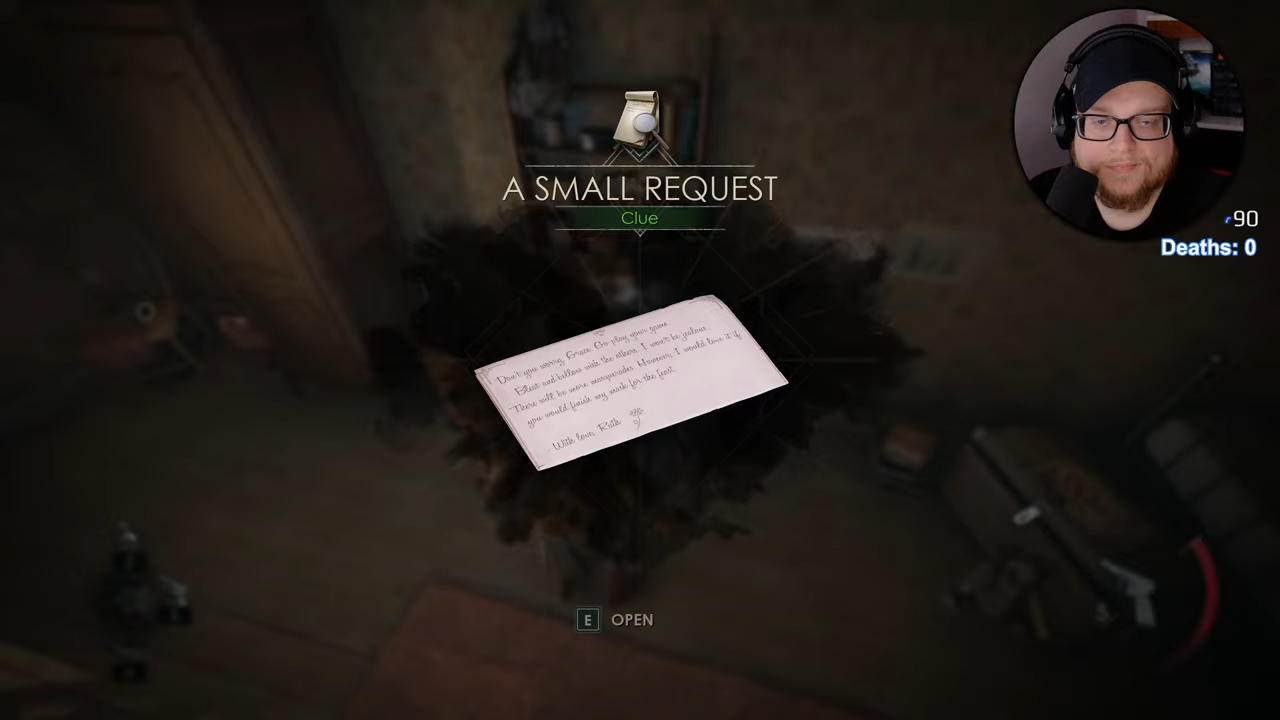 A SMALL REQUEST
Clue
Don't you worry, Grace. Go play your game.
Bleat and bellow with the others. I won't be jealous.
There will be more masquerades. However, I would love it if
you would finish my mask for the feast.
With love, Ruth
90
Deaths: 0
E OPEN